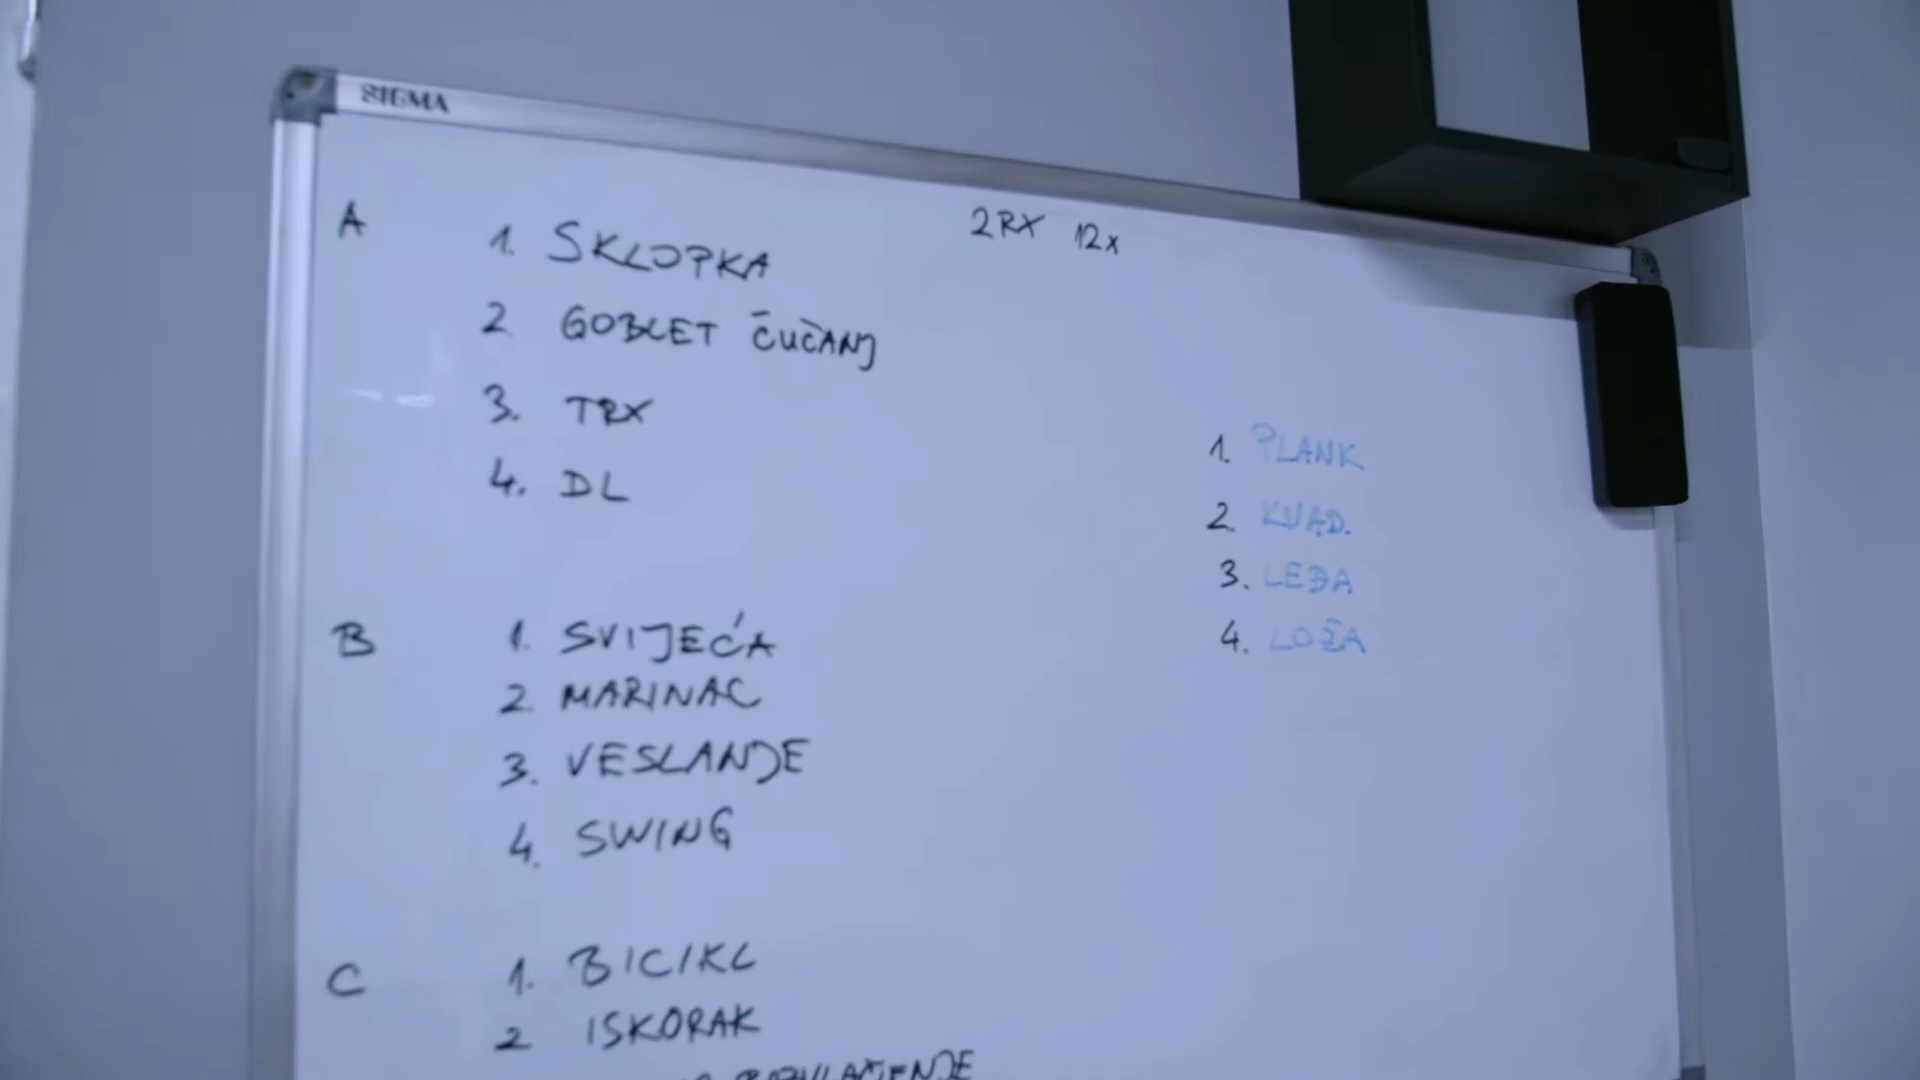 SIGMA
A
2RX 12x
1. SKLOPKA
2 GOBLET ČUČANJ
3. TRX
4. DL
1. PLANK
2. KVAD.
3. LEĐA
4. LOŽA
B
1. SVIJEĆA
2 MARINAC
3. VESLANJE
4. SWING
C
1. BICIKL
2 ISKORAK